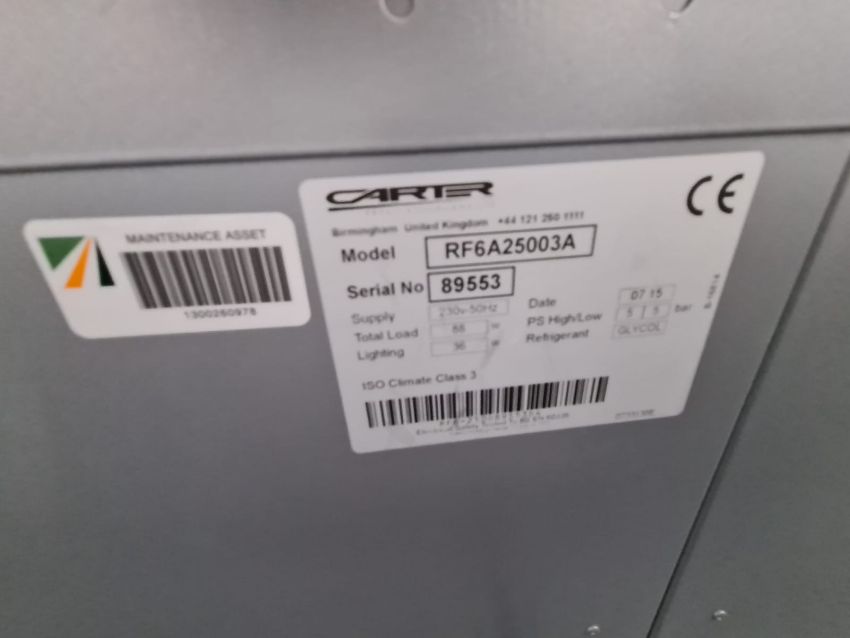 CARTER
Birmingham United Kingdom +44 121 250 1111
Model RF6A25003A
Serial No 89553
Supply 230v-50Hz
Total Load 88 W
Lighting 36 W
Date 07 15
PS High/Low 5 5 bar
Refrigerant GLYCOL
ISO Climate Class 3
CE
MAINTENANCE ASSET
1300260978